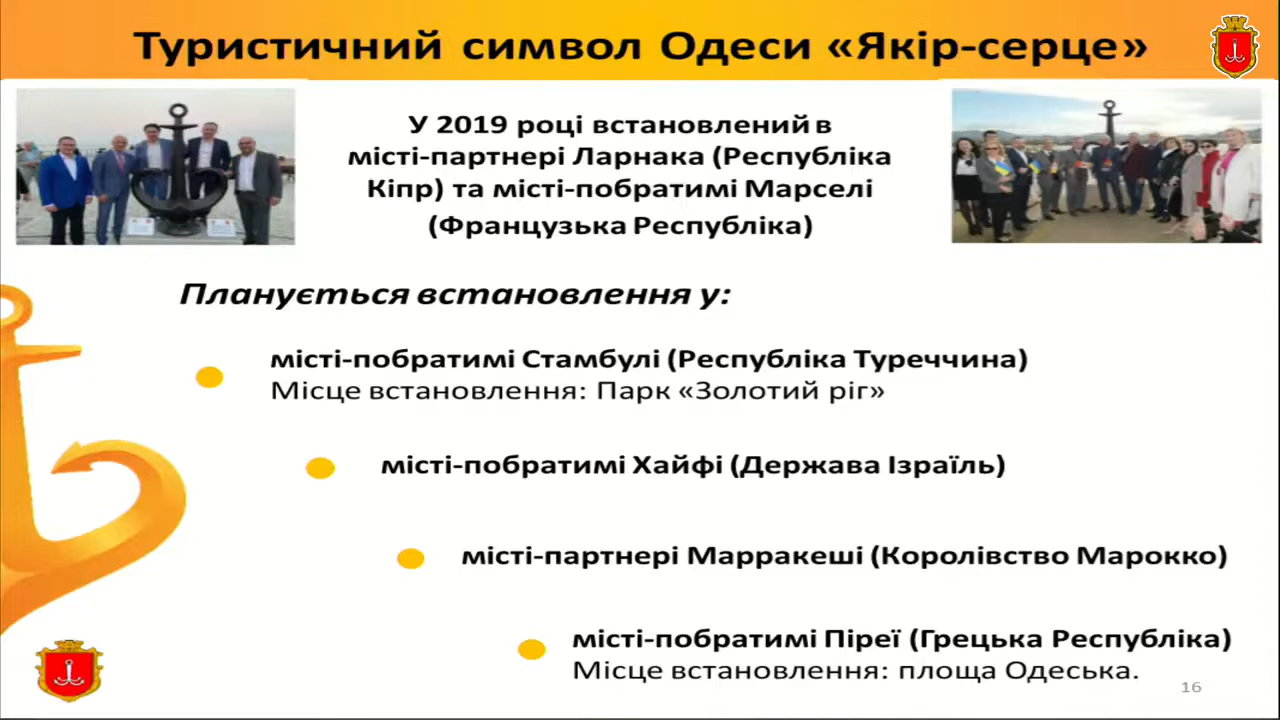 Туристичний символ Одеси «Якір-серце»
У 2019 році встановлений в
місті-партнері Ларнака (Республіка
Кіпр) та місті-побратимі Марселі
(Французька Республіка)
Планується встановлення у:
місті-побратимі Стамбулі (Республіка Туреччина)
Місце встановлення: Парк «Золотий ріг»
місті-побратимі Хайфі (Держава Ізраїль)
місті-партнері Марракеші (Королівство Марокко)
місті-побратимі Піреї (Грецька Республіка)
Місце встановлення: площа Одеська.
16